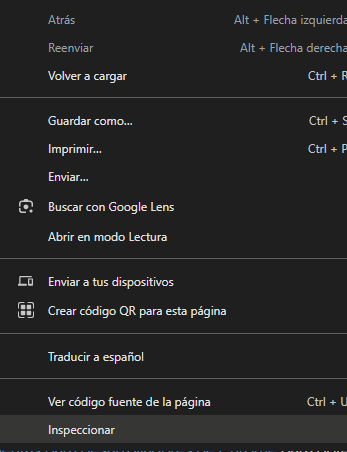 Atrás Alt + Flecha izquierda
Reenviar Alt + Flecha derecha
Volver a cargar Ctrl + R
Guardar como... Ctrl + S
Imprimir... Ctrl + P
Enviar...
Buscar con Google Lens
Abrir en modo Lectura
Enviar a tus dispositivos
Crear código QR para esta página
Traducir a español
Ver código fuente de la página Ctrl + U
Inspeccionar